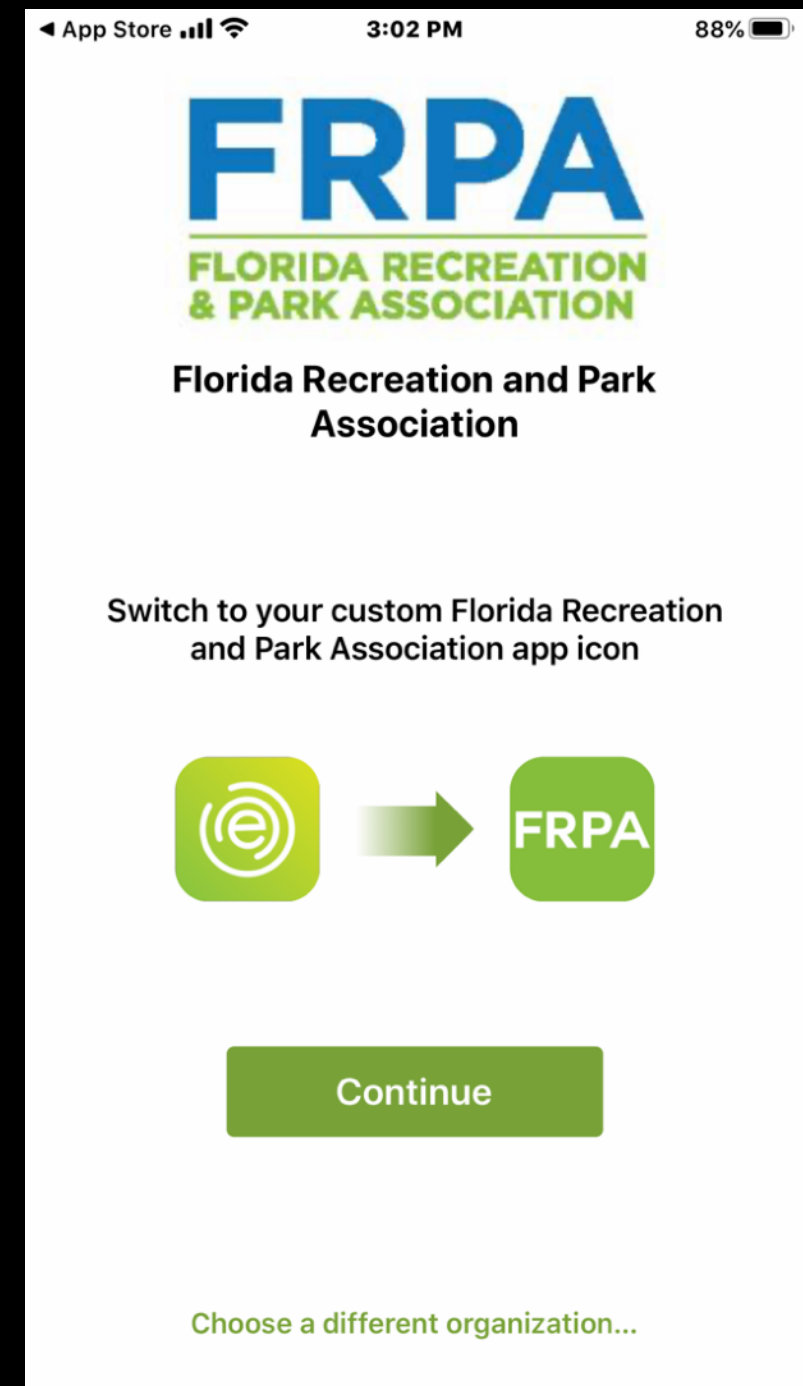 ◀ App Store 3:02 PM 88%
FRPA
FLORIDA RECREATION
& PARK ASSOCIATION
Florida Recreation and Park
Association
Switch to your custom Florida Recreation
and Park Association app icon
e FRPA
Continue
Choose a different organization...